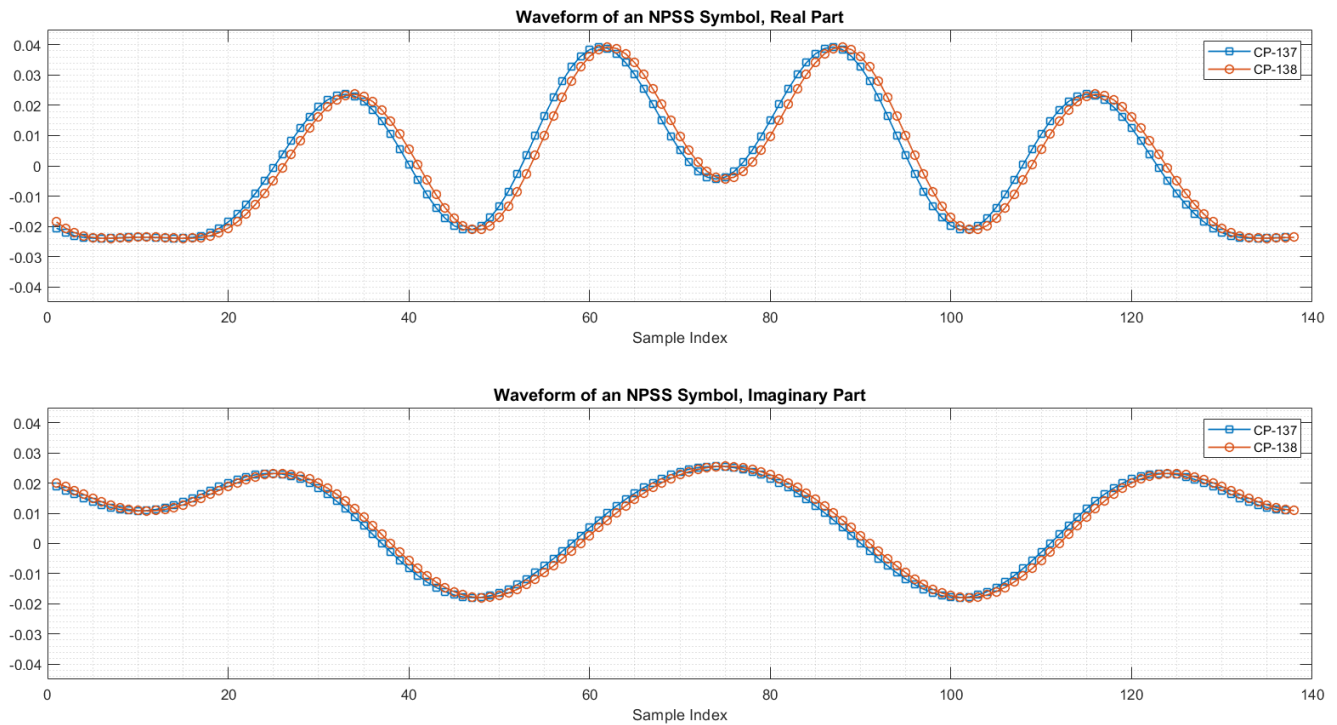 Waveform of an NPSS Symbol, Real Part
0.04
0.03
0.02
0.01
0
-0.01
-0.02
-0.03
-0.04
CP-137
CP-138
0 20 40 60 80 100 120 140
Sample Index
Waveform of an NPSS Symbol, Imaginary Part
0.04
0.03
0.02
0.01
0
-0.01
-0.02
-0.03
-0.04
CP-137
CP-138
0 20 40 60 80 100 120 140
Sample Index